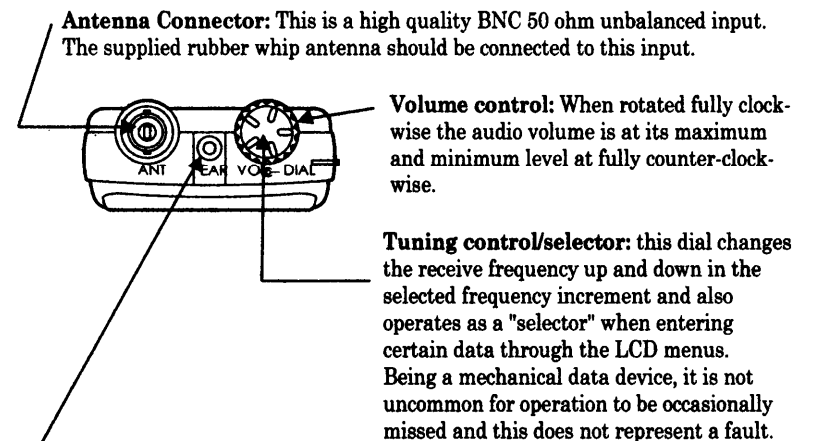 Antenna Connector: This is a high quality BNC 50 ohm unbalanced input.
The supplied rubber whip antenna should be connected to this input.
Volume control: When rotated fully clock-
wise the audio volume is at its maximum
and minimum level at fully counter-clock-
wise.
ANT EAR VOL DIAL
Tuning control/selector: this dial changes
the receive frequency up and down in the
selected frequency increment and also
operates as a "selector" when entering
certain data through the LCD menus.
Being a mechanical data device, it is not
uncommon for operation to be occasionally
missed and this does not represent a fault.